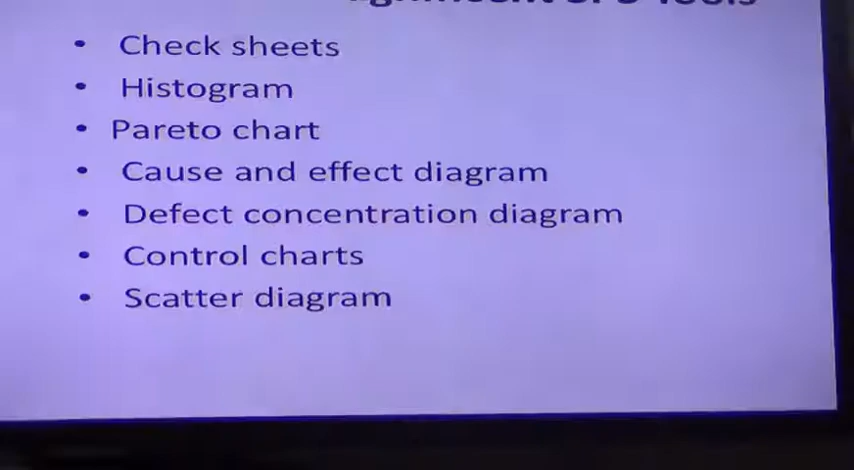 • Check sheets
• Histogram
• Pareto chart
• Cause and effect diagram
• Defect concentration diagram
• Control charts
• Scatter diagram